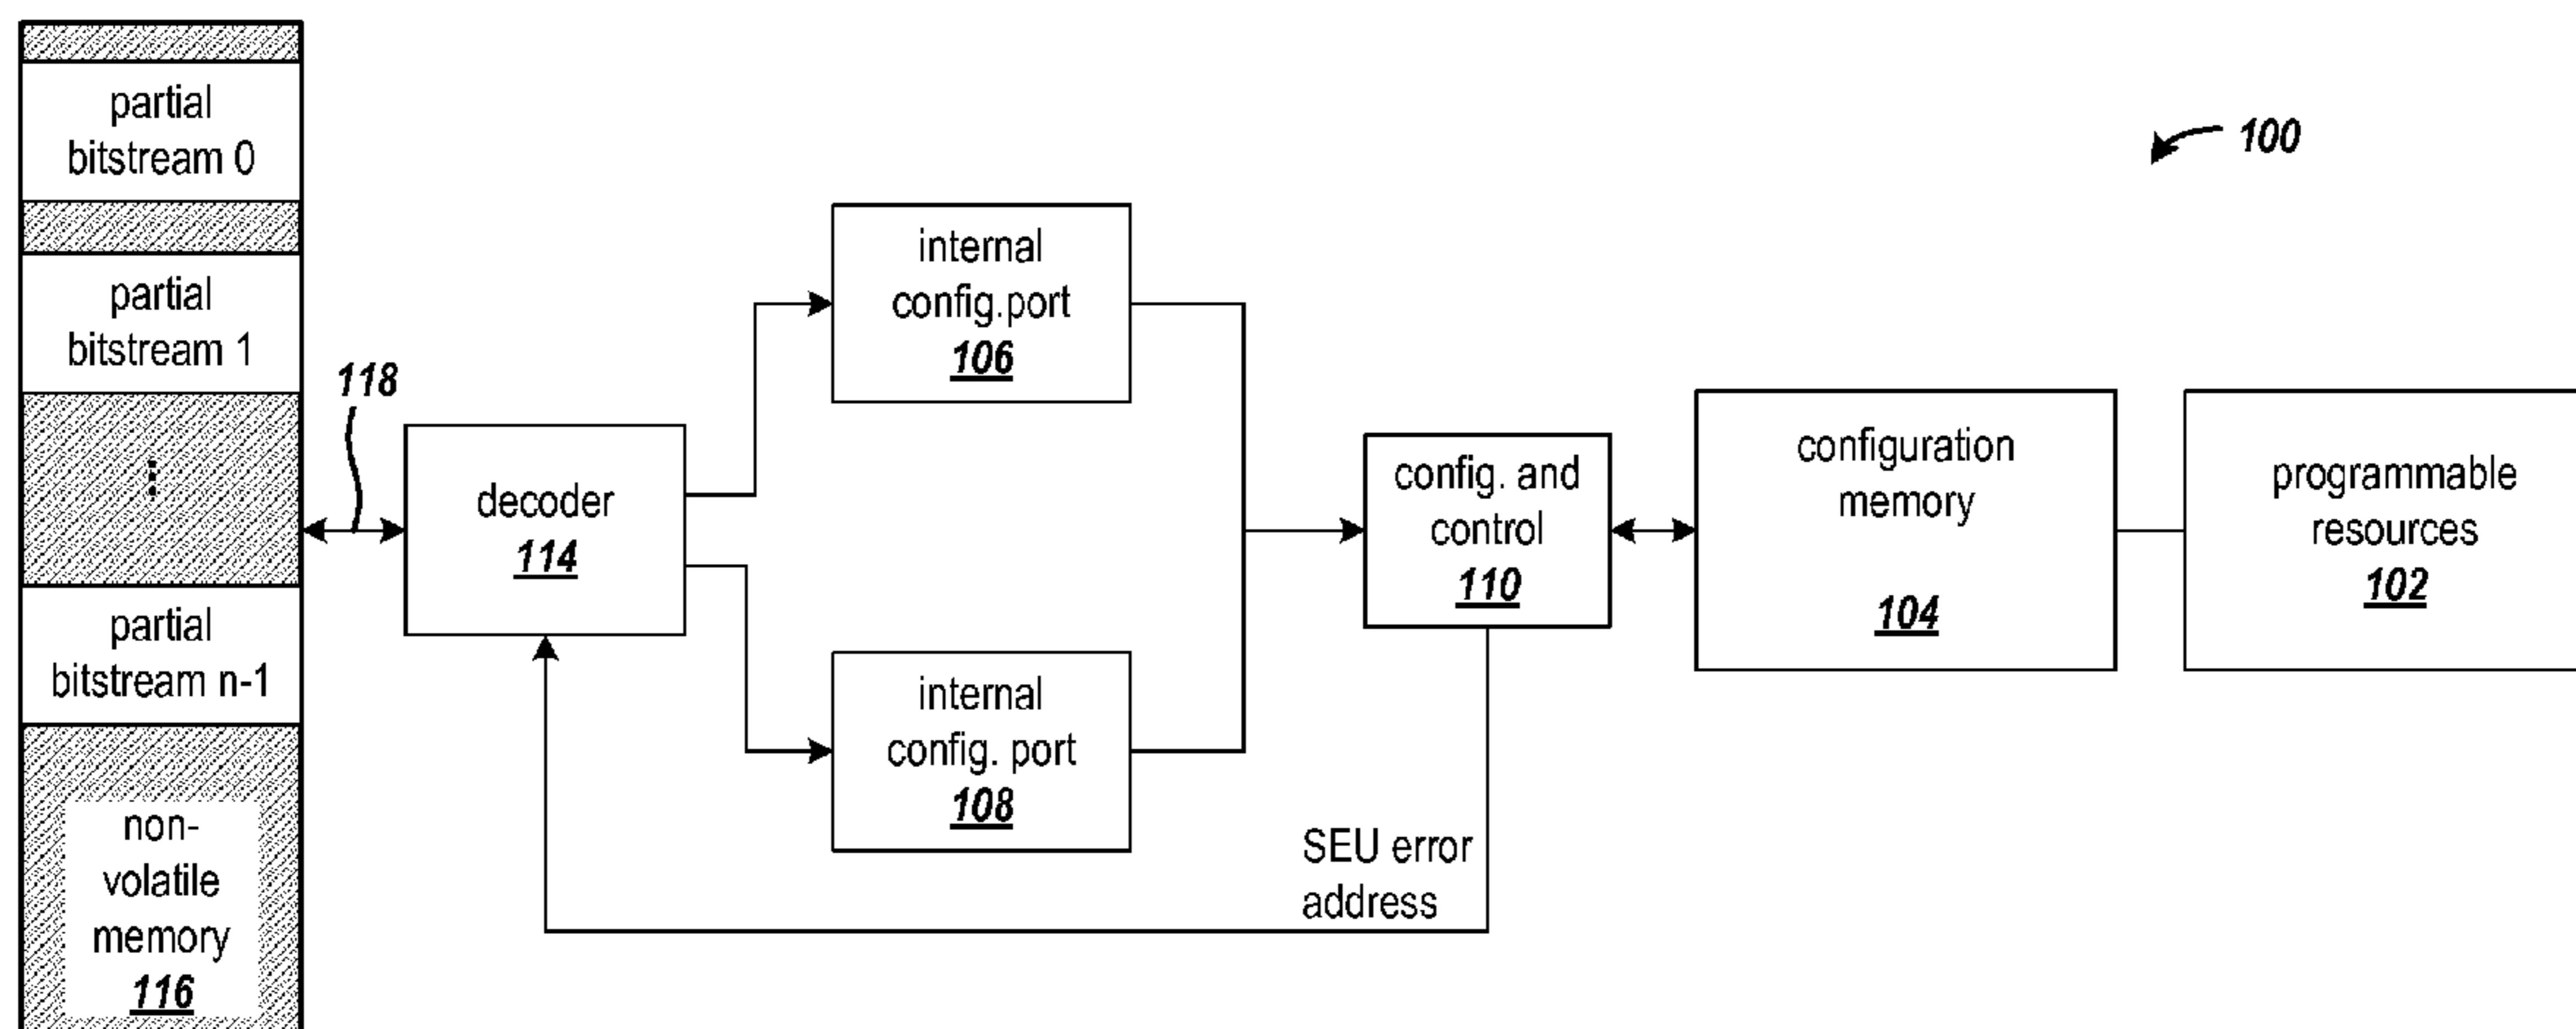 partial
bitstream 0
partial
bitstream 1
⋮
partial
bitstream n-1
non-
volatile
memory
116
118
decoder
114
internal
config.port
106
internal
config. port
108
SEU error
address
config. and
control
110
configuration
memory
104
programmable
resources
102
100